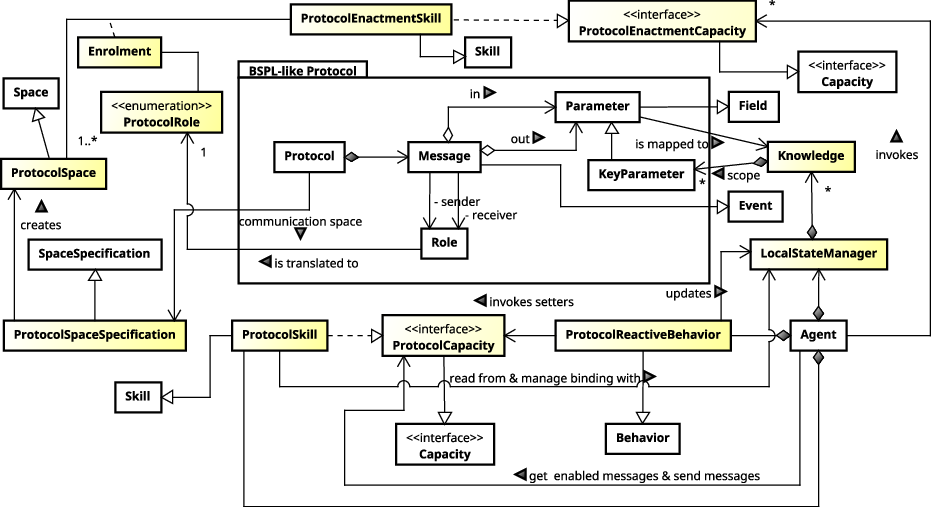 ProtocolEnactmentSkill
<<interface>>
ProtocolEnactmentCapacity
*
Enrolment
Skill
<<interface>>
Capacity
BSPL-like Protocol
Space
<<enumeration>>
ProtocolRole
in
Parameter
Field
1..*
1
out
is mapped to
invokes
Protocol
Message
Knowledge
ProtocolSpace
KeyParameter
*
scope
*
creates
- sender
- receiver
Event
communication space
Role
SpaceSpecification
is translated to
LocalStateManager
updates
invokes setters
ProtocolSpaceSpecification
ProtocolSkill
<<interface>>
ProtocolCapacity
ProtocolReactiveBehavior
Agent
read from & manage binding with
Skill
<<interface>>
Capacity
Behavior
get enabled messages & send messages